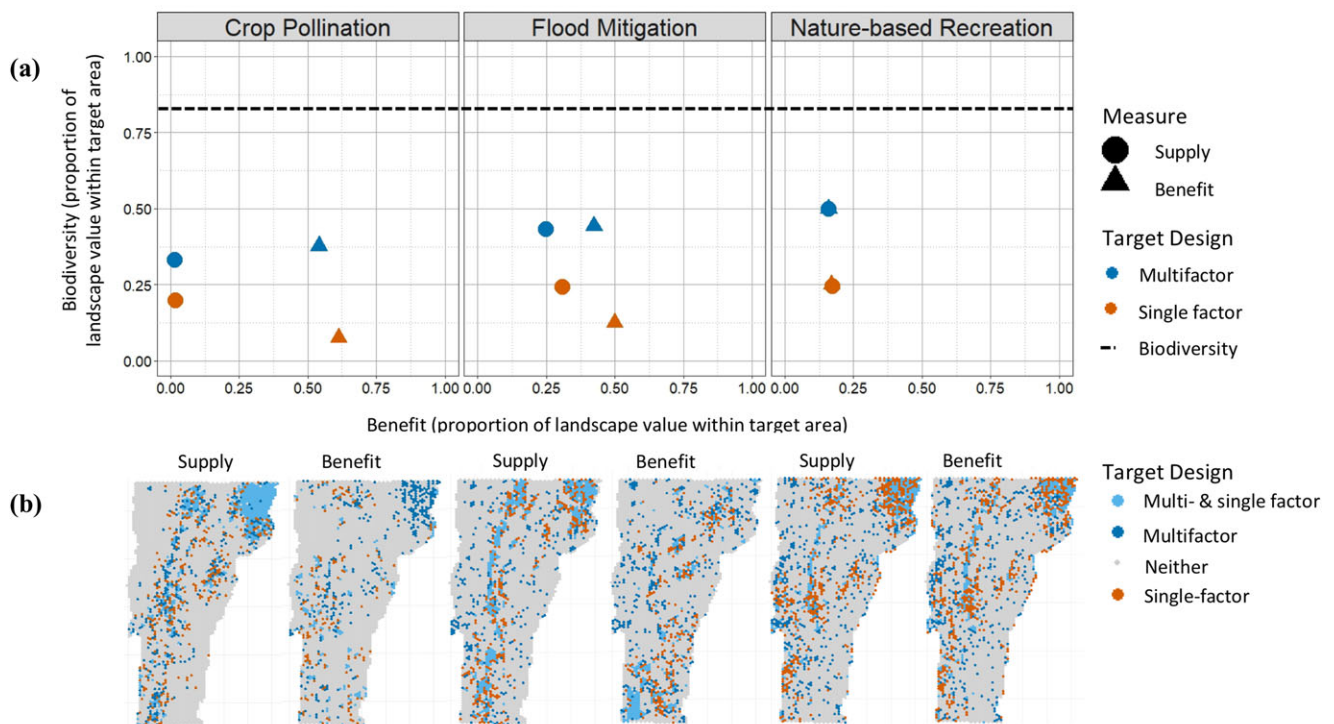 Crop Pollination Flood Mitigation Nature-based Recreation
(a)
Biodiversity (proportion of
landscape value within target area)
1.00
0.75
0.50
0.25
0.00
0.00 0.25 0.50 0.75 1.00 0.00 0.25 0.50 0.75 1.00 0.00 0.25 0.50 0.75 1.00
Benefit (proportion of landscape value within target area)
Measure
Supply
Benefit
Target Design
Multifactor
Single factor
Biodiversity
(b)
Supply Benefit Supply Benefit Supply Benefit
Target Design
Multi- & single factor
Multifactor
Neither
Single-factor